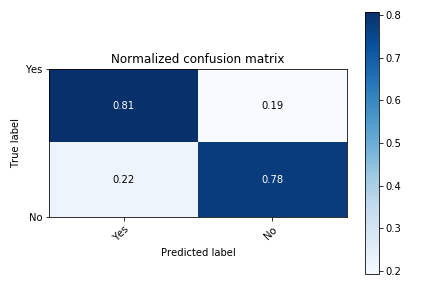 Normalized confusion matrix
Yes
0.81 0.19
0.22 0.78
No
True label
Yes No
Predicted label
0.8
0.7
0.6
0.5
0.4
0.3
0.2